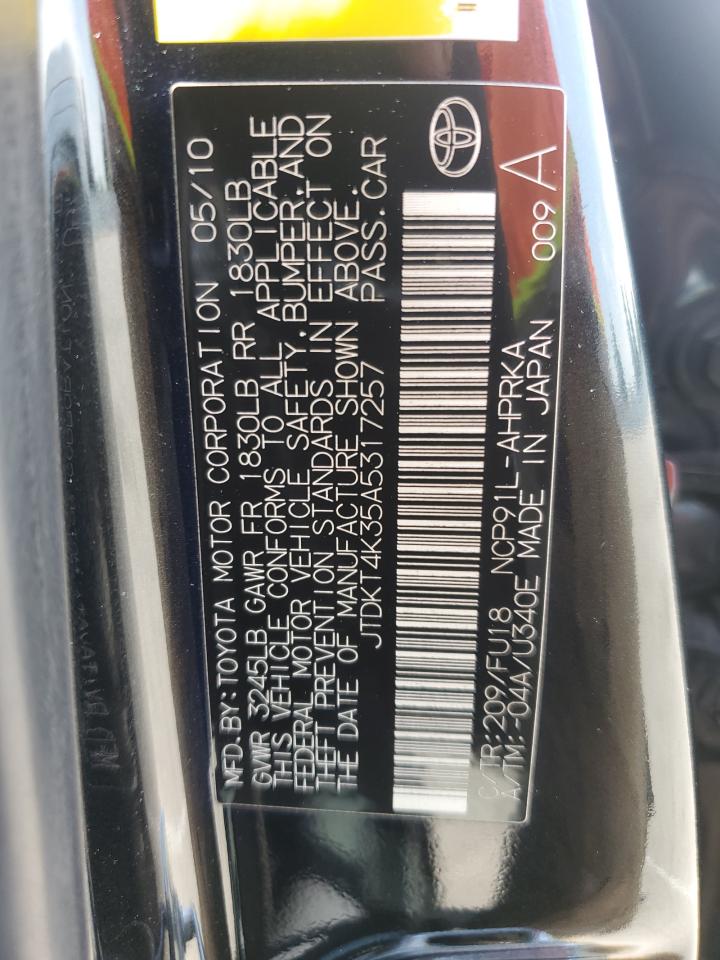 MFD.BY:TOYOTA MOTOR CORPORATION 05/10
GVWR 3245LB GAWR FR 1830LB RR 1830LB
THIS VEHICLE CONFORMS TO ALL APPLICABLE
FEDERAL MOTOR VEHICLE SAFETY,BUMPER,AND
THEFT PREVENTION STANDARDS IN EFFECT ON
THE DATE OF MANUFACTURE SHOWN ABOVE.
JTDKT4K35A5317257 PASS.CAR
C/TR:209/FU18 NCP91L-AHPRKA 009 A
A/TM:-04A/U340E MADE IN JAPAN